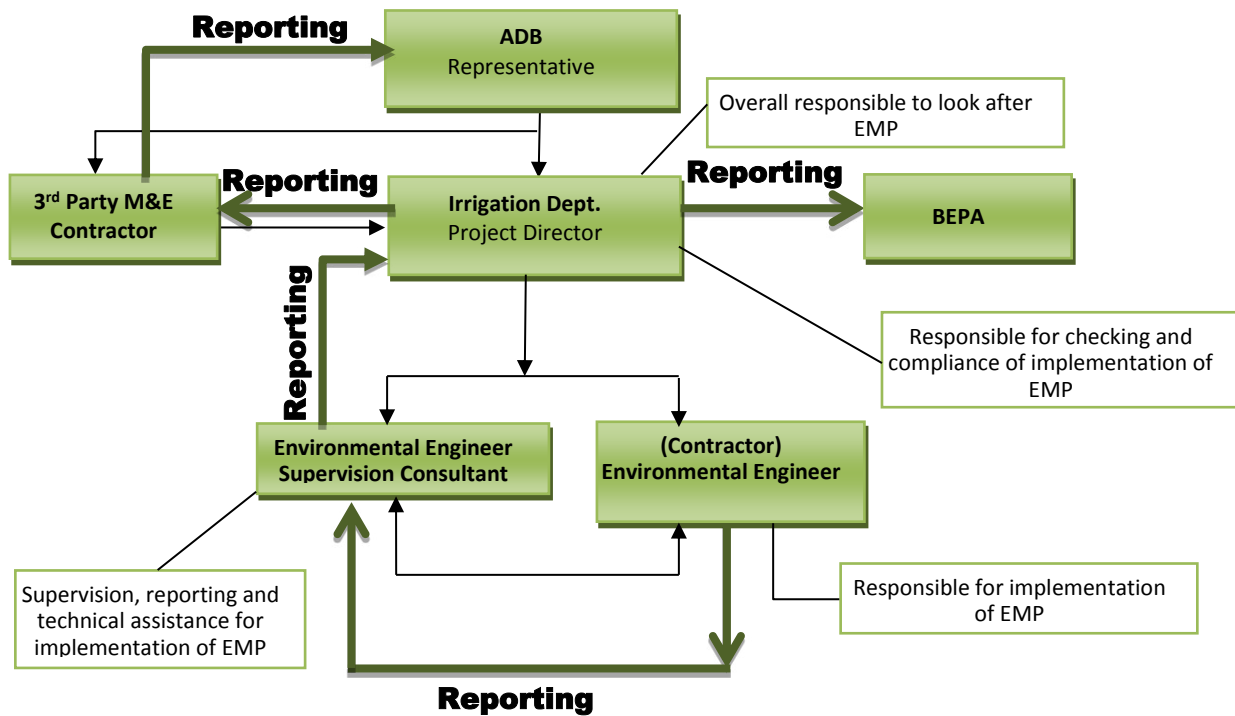 Reporting
ADB
Representative
Overall responsible to look after
EMP
Reporting
Reporting
3rd Party M&E
Contractor
Irrigation Dept.
Project Director
BEPA
Reporting
Responsible for checking and
compliance of implementation of
EMP
Environmental Engineer
Supervision Consultant
(Contractor)
Environmental Engineer
Supervision, reporting and
technical assistance for
implementation of EMP
Responsible for implementation
of EMP
Reporting